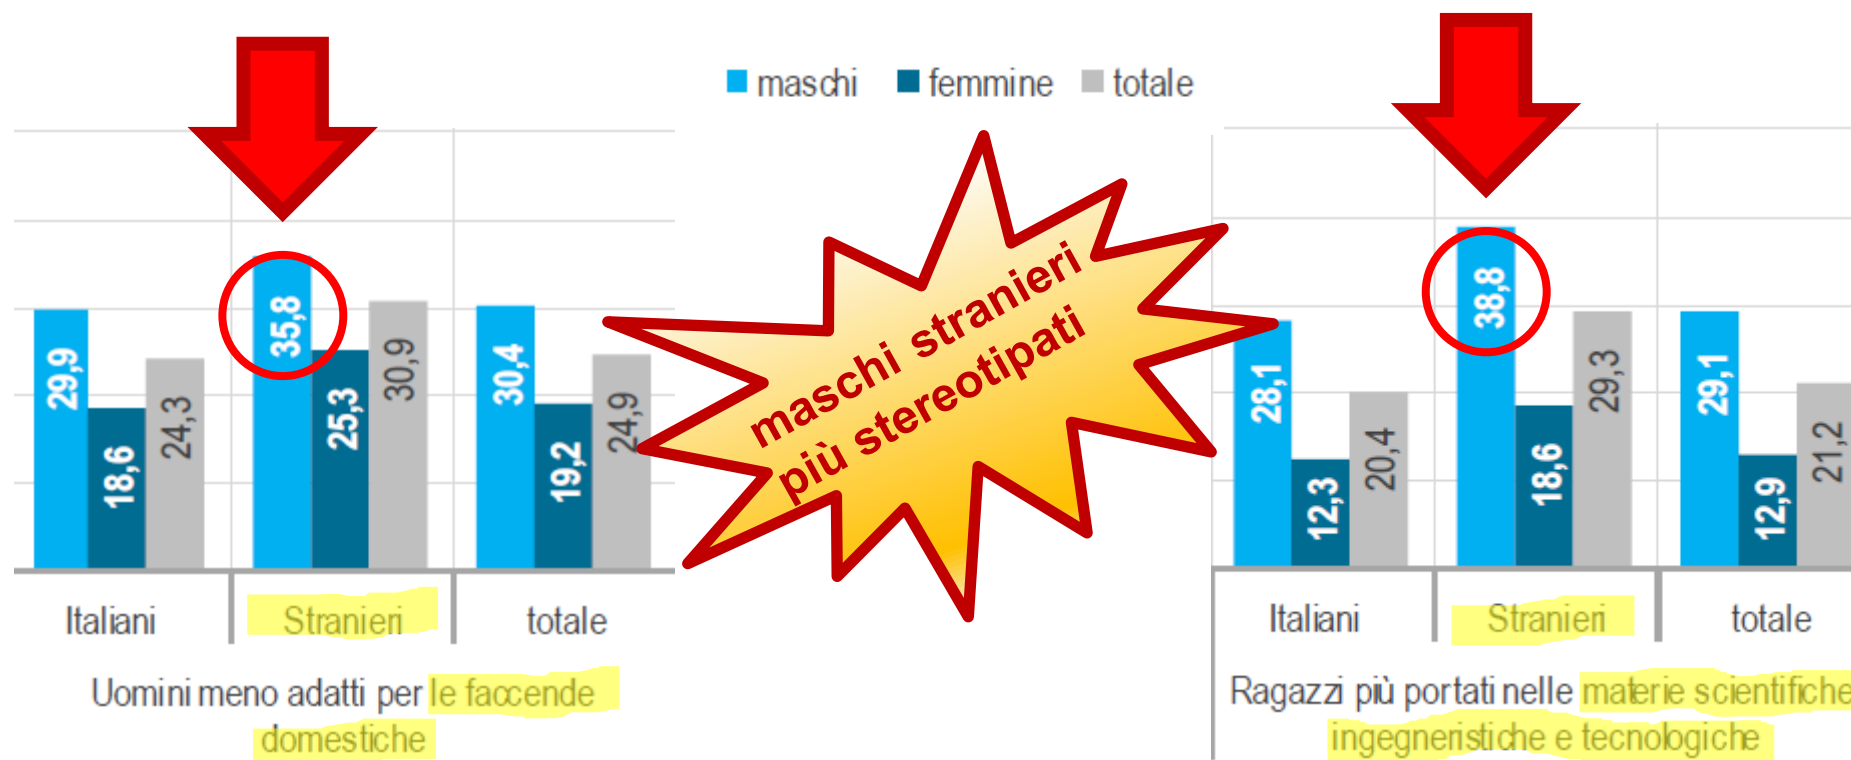 maschi femmine totale
29,9
18,6
24,3
35,8
25,3
30,9
30,4
19,2
24,9
Italiani Stranieri totale
Uomini meno adatti per le faccende
domestiche
maschi stranieri
più stereotipati
28,1
12,3
20,4
38,8
18,6
29,3
29,1
12,9
21,2
Italiani Stranieri totale
Ragazzi più portati nelle materie scientifiche
ingegneristiche e tecnologiche